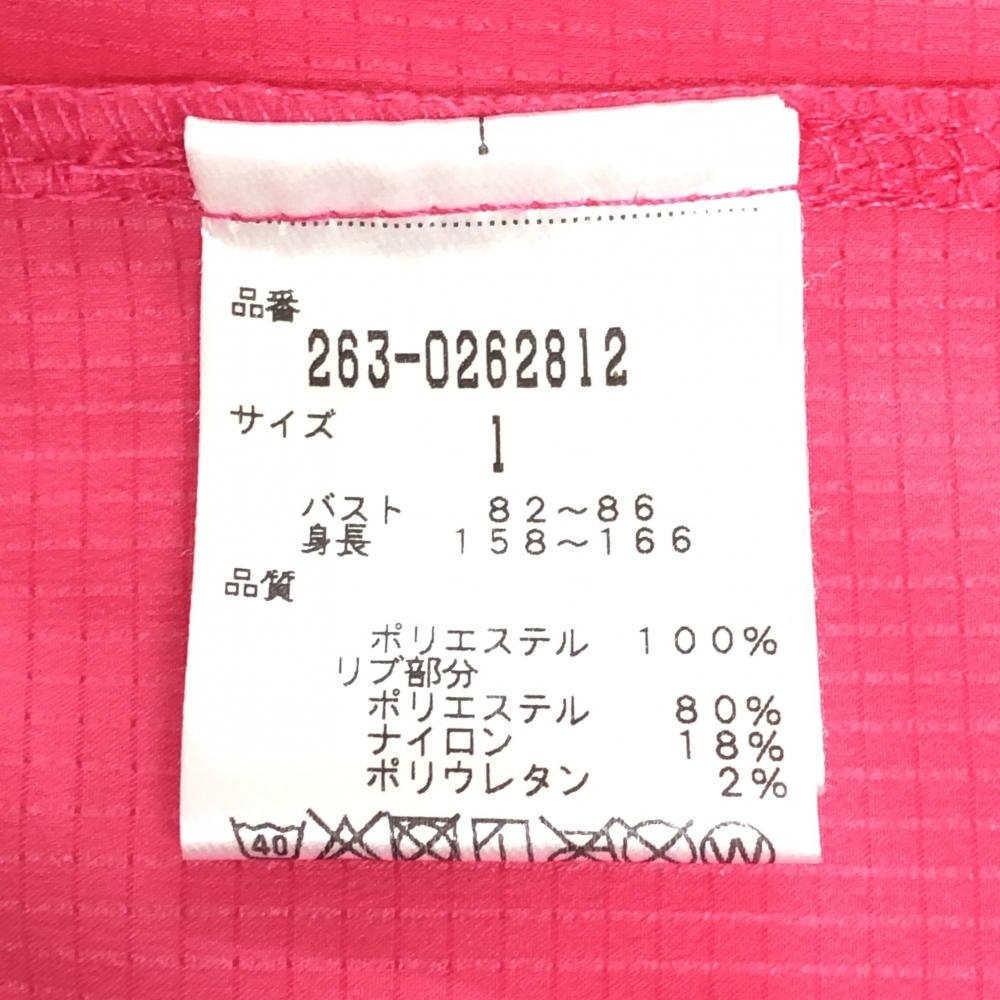 品番
263-0262812
サイズ
1
バスト 82～86
身長 158～166
品質
ポリエステル 100%
リブ部分
ポリエステル 80%
ナイロン 18%
ポリウレタン 2%
40
W